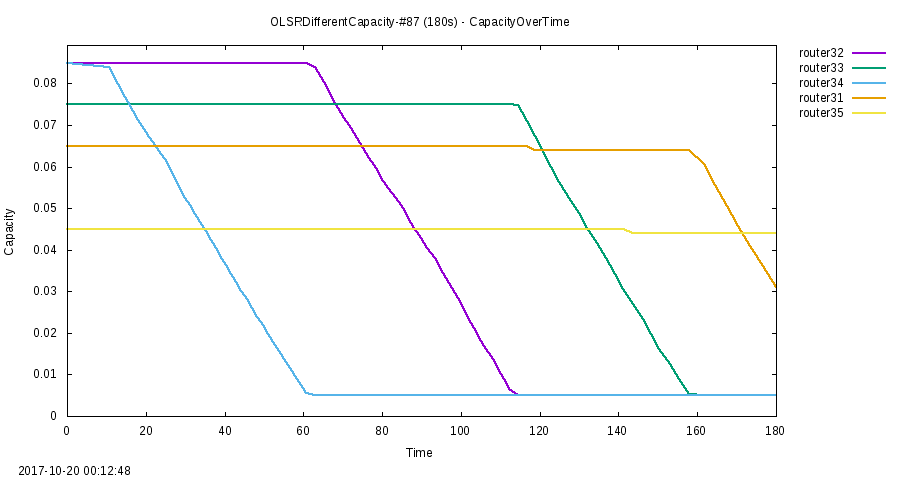 OLSRDifferentCapacity-#87 (180s) - CapacityOverTime
router32
router33
router34
router31
router35
0.08
0.07
0.06
0.05
0.04
0.03
0.02
0.01
0
Capacity
0 20 40 60 80 100 120 140 160 180
Time
2017-10-20 00:12:48